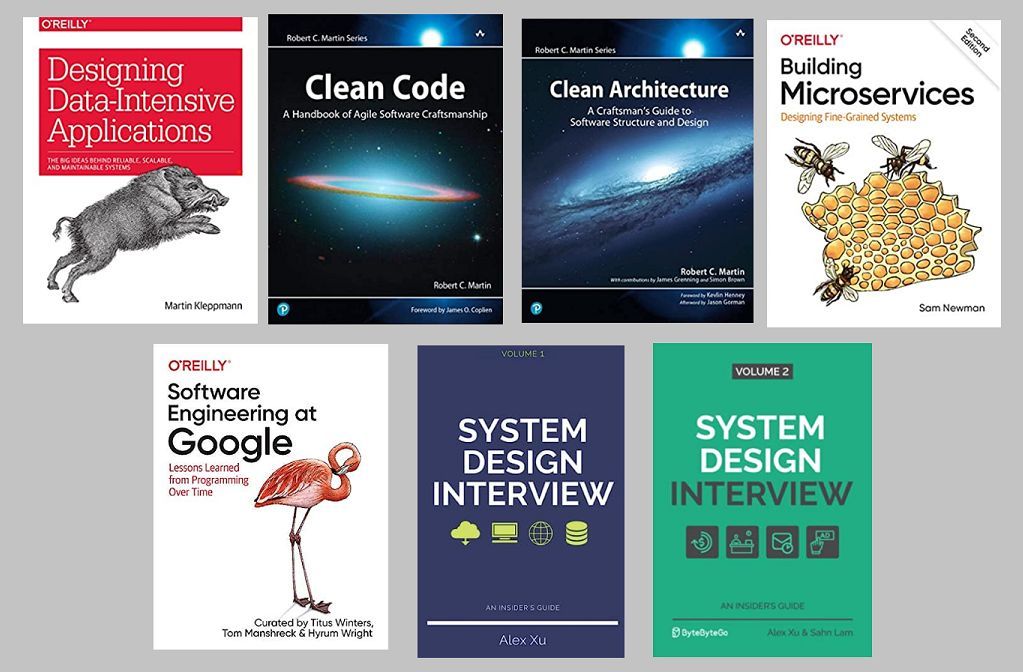 O'REILLY®
Designing
Data-Intensive
Applications
THE BIG IDEAS BEHIND RELIABLE, SCALABLE,
AND MAINTAINABLE SYSTEMS
Martin Kleppmann
Robert C. Martin Series
Clean Code
A Handbook of Agile Software Craftsmanship
Robert C. Martin
Foreword by James O. Coplien
Robert C. Martin Series
Clean Architecture
A Craftsman's Guide to
Software Structure and Design
Robert C. Martin
With contributions by James Grenning and Simon Brown
Foreword by Kevlin Henney
Afterword by Jason Gorman
O'REILLY®
Second
Edition
Building
Microservices
Designing Fine-Grained Systems
Sam Newman
O'REILLY®
Software
Engineering at
Google
Lessons Learned
from Programming
Over Time
Curated by Titus Winters,
Tom Manshreck & Hyrum Wright
VOLUME 1
SYSTEM
DESIGN
INTERVIEW
AN INSIDER'S GUIDE
Alex Xu
VOLUME 2
SYSTEM
DESIGN
INTERVIEW
AD
AN INSIDER'S GUIDE
ByteByteGo
Alex Xu & Sahn Lam